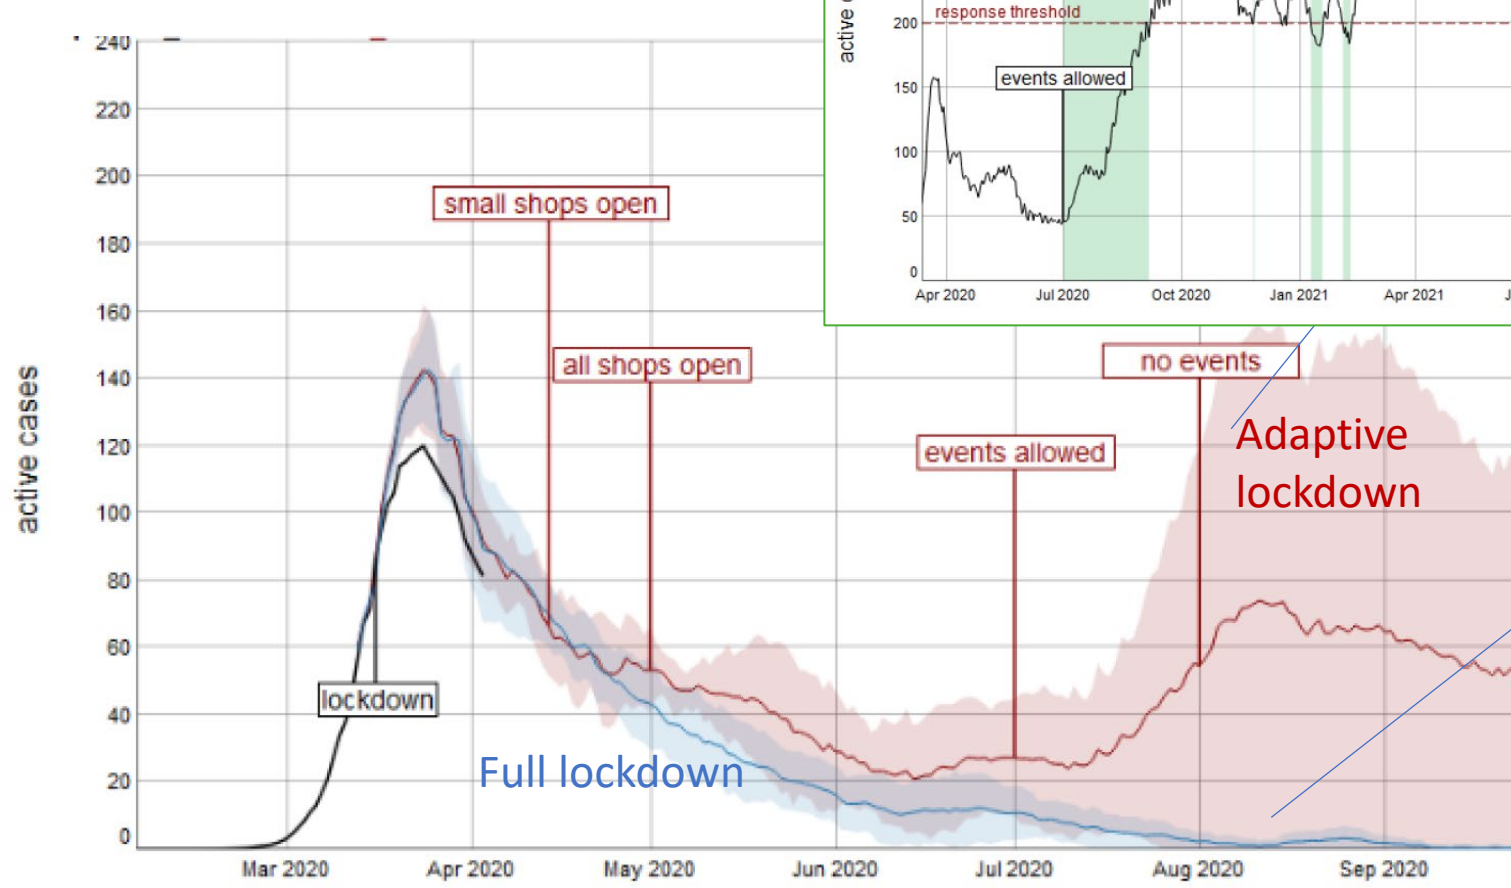 240
220
200
180
160
140
120
100
80
60
40
20
0
active cases
Mar 2020
Apr 2020
May 2020
Jun 2020
Jul 2020
Aug 2020
Sep 2020
lockdown
small shops open
all shops open
events allowed
no events
Full lockdown
Adaptive
lockdown
active
200
150
100
50
0
response threshold
events allowed
Apr 2020
Jul 2020
Oct 2020
Jan 2021
Apr 2021